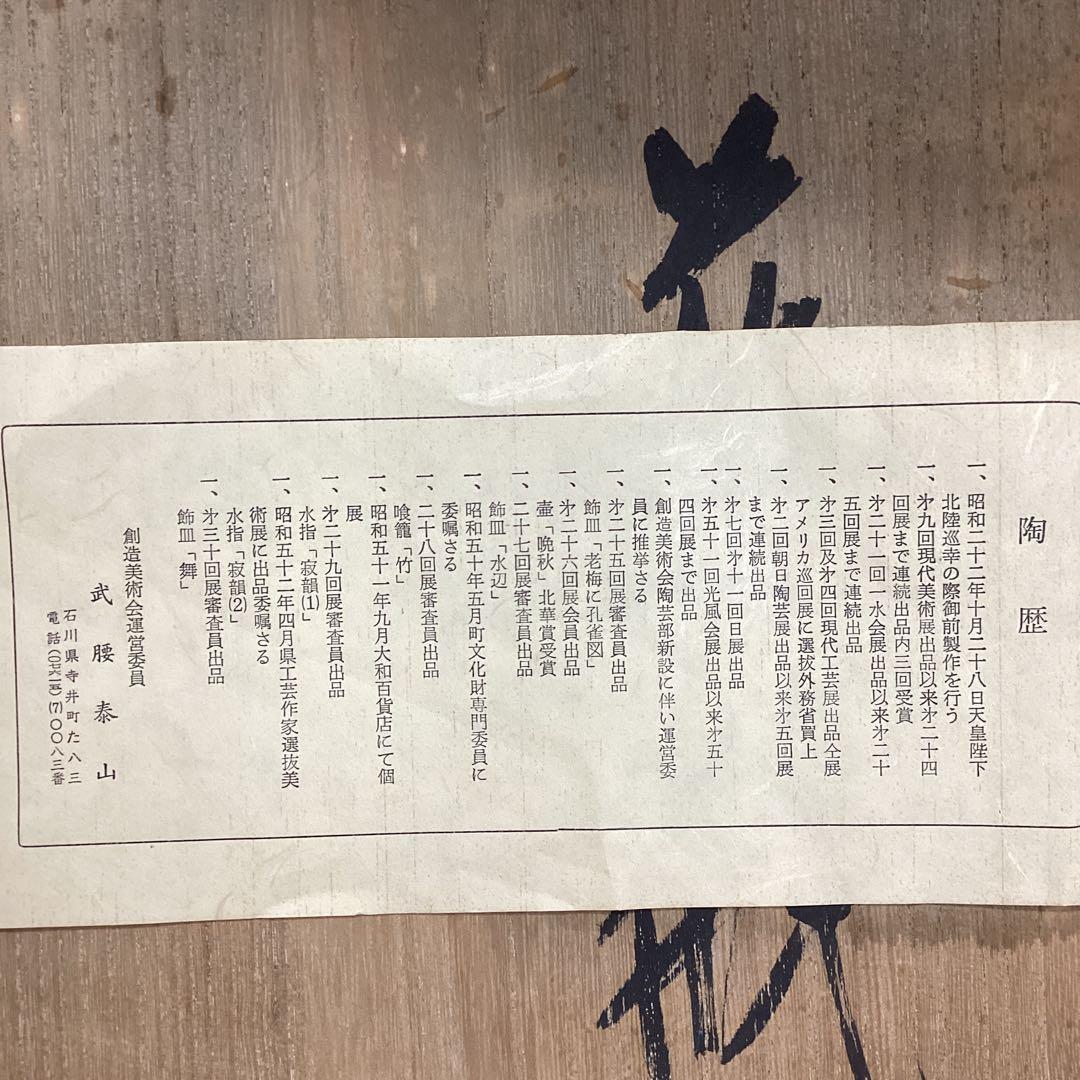 陶歴
一、昭和二十二年十月二十八日天皇陛下
北陸巡幸の際御前製作を行う
一、才九回現代美術展出品以来才二十四
回展まで連続出品内三回受賞
一、才二十一回一水会展出品以来才二十
五回展まで連続出品
一、才三回及才四回現代工芸展出品仝展
アメリカ巡回展に選抜外務省買上
一、才二回朝日陶芸展出品以来才五回展
まで連続出品
一、才七回才十一回日展出品
一、才五十一回光風会展出品以来才五十
四回展まで出品
一、創造美術会陶芸部新設に伴い運営委
員に推挙さる
一、才二十五回展審査員出品
飾皿「老梅に孔雀図」
一、才二十六回展会員出品
壷「晩秋」北華賞受賞
一、二十七回展審査員出品
飾皿「水辺」
一、昭和五十年五月町文化財専門委員に
委嘱さる
一、二十八回展審査員出品
喰籠「竹」
一、昭和五十一年九月大和百貨店にて個
展
一、才二十九回展審査員出品
水指「寂韻(1)」
一、昭和五十二年四月県工芸作家選抜美
術展に出品委嘱さる
水指「寂韻(2)」
一、才三十回展審査員出品
飾皿「舞」
創造美術会運営委員
武腰泰山
石川県寺井町た八三
電話(〇七六一五)(7)〇〇八三番
花